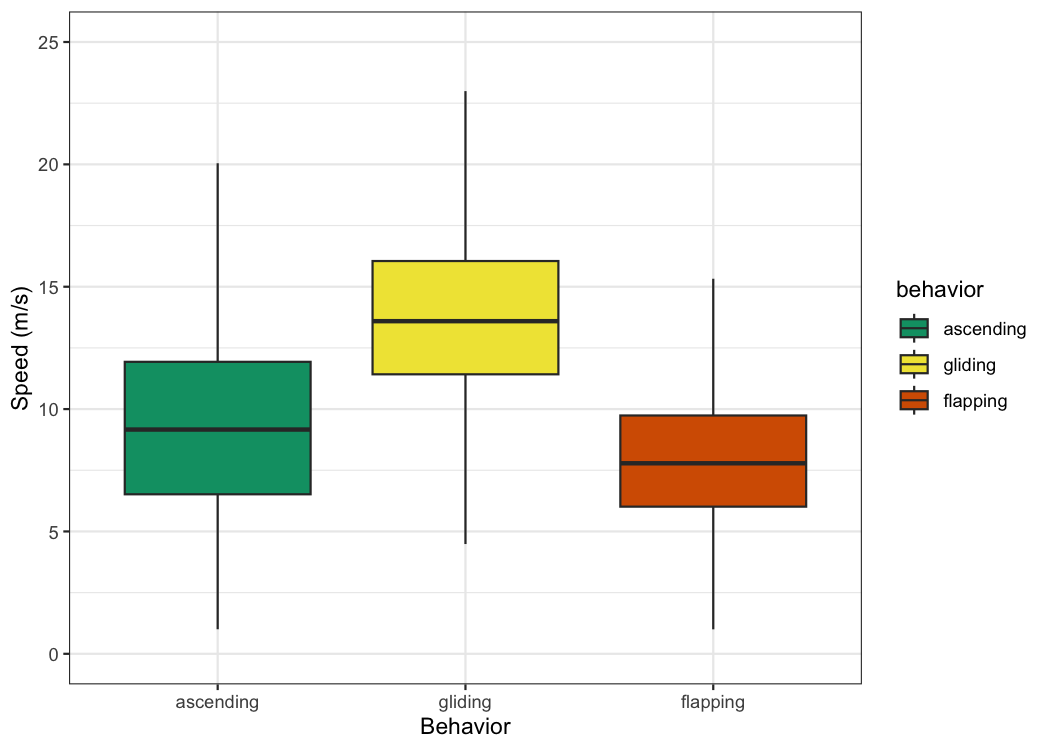 25
20
15
10
5
0
Speed (m/s)
ascending
gliding
flapping
Behavior
behavior
ascending
gliding
flapping